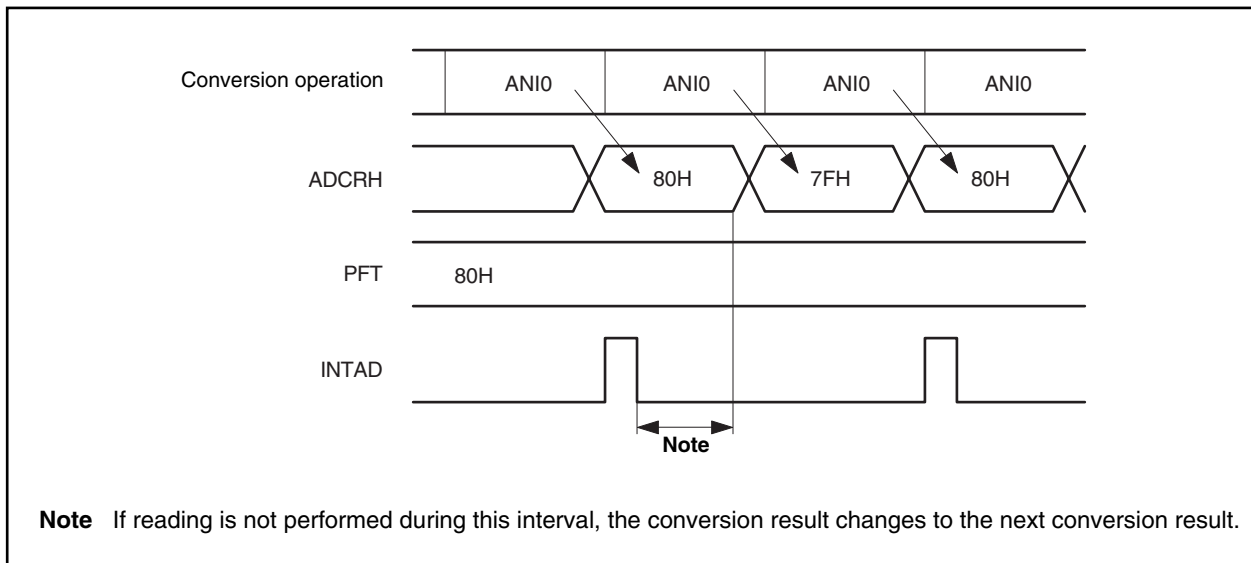 Conversion operation ANI0 ANI0 ANI0 ANI0
ADCRH 80H 7FH 80H
PFT 80H
INTAD
Note
Note If reading is not performed during this interval, the conversion result changes to the next conversion result.